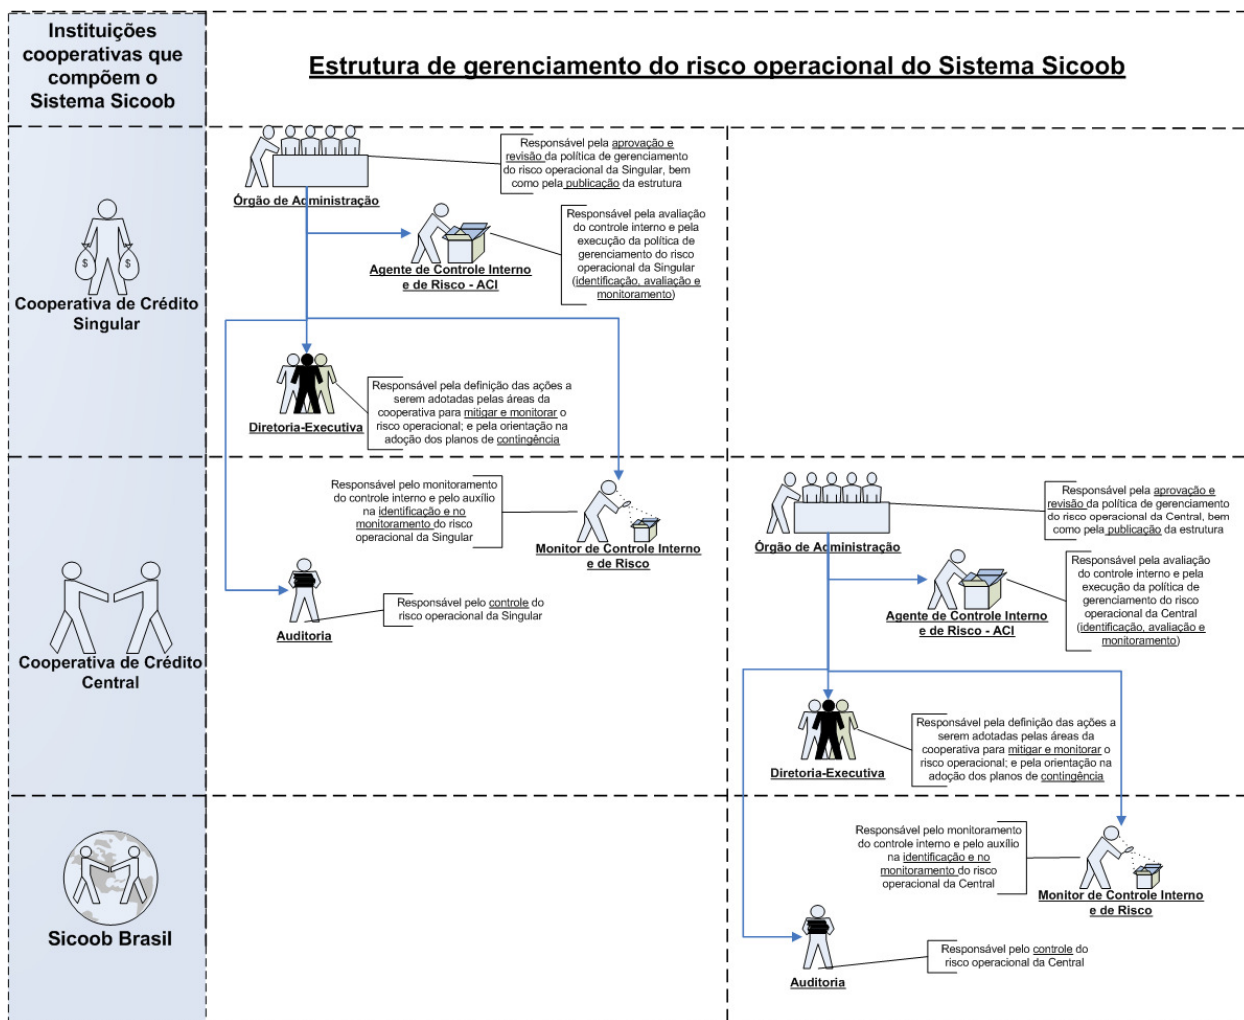 Instituições
cooperativas que
compõem o
Sistema Sicoob
Estrutura de gerenciamento do risco operacional do Sistema Sicoob
Cooperativa de Crédito
Singular
Órgão de Administração
Responsável pela aprovação e
revisão da política de gerenciamento
do risco operacional da Singular, bem
como pela publicação da estrutura
Agente de Controle Interno
e de Risco - ACI
Responsável pela avaliação
do controle interno e pela
execução da política de
gerenciamento do risco
operacional da Singular
(identificação, avaliação e
monitoramento)
Diretoria-Executiva
Responsável pela definição das ações a
serem adotadas pelas áreas da
cooperativa para mitigar e monitorar o
risco operacional; e pela orientação na
adoção dos planos de contingência
Cooperativa de Crédito
Central
Responsável pelo monitoramento
do controle interno e pelo auxílio
na identificação e no
monitoramento do risco
operacional da Singular
Monitor de Controle Interno
e de Risco
Auditoria
Responsável pelo controle do
risco operacional da Singular
Órgão de Administração
Responsável pela aprovação e
revisão da política de gerenciamento
do risco operacional da Central, bem
como pela publicação da estrutura
Agente de Controle Interno
e de Risco - ACI
Responsável pela avaliação
do controle interno e pela
execução da política de
gerenciamento do risco
operacional da Central
(identificação, avaliação e
monitoramento)
Diretoria-Executiva
Responsável pela definição das ações a
serem adotadas pelas áreas da
cooperativa para mitigar e monitorar o
risco operacional; e pela orientação na
adoção dos planos de contingência
Sicoob Brasil
Responsável pelo monitoramento
do controle interno e pelo auxílio
na identificação e no
monitoramento do risco
operacional da Central
Monitor de Controle Interno
e de Risco
Auditoria
Responsável pelo controle do
risco operacional da Central